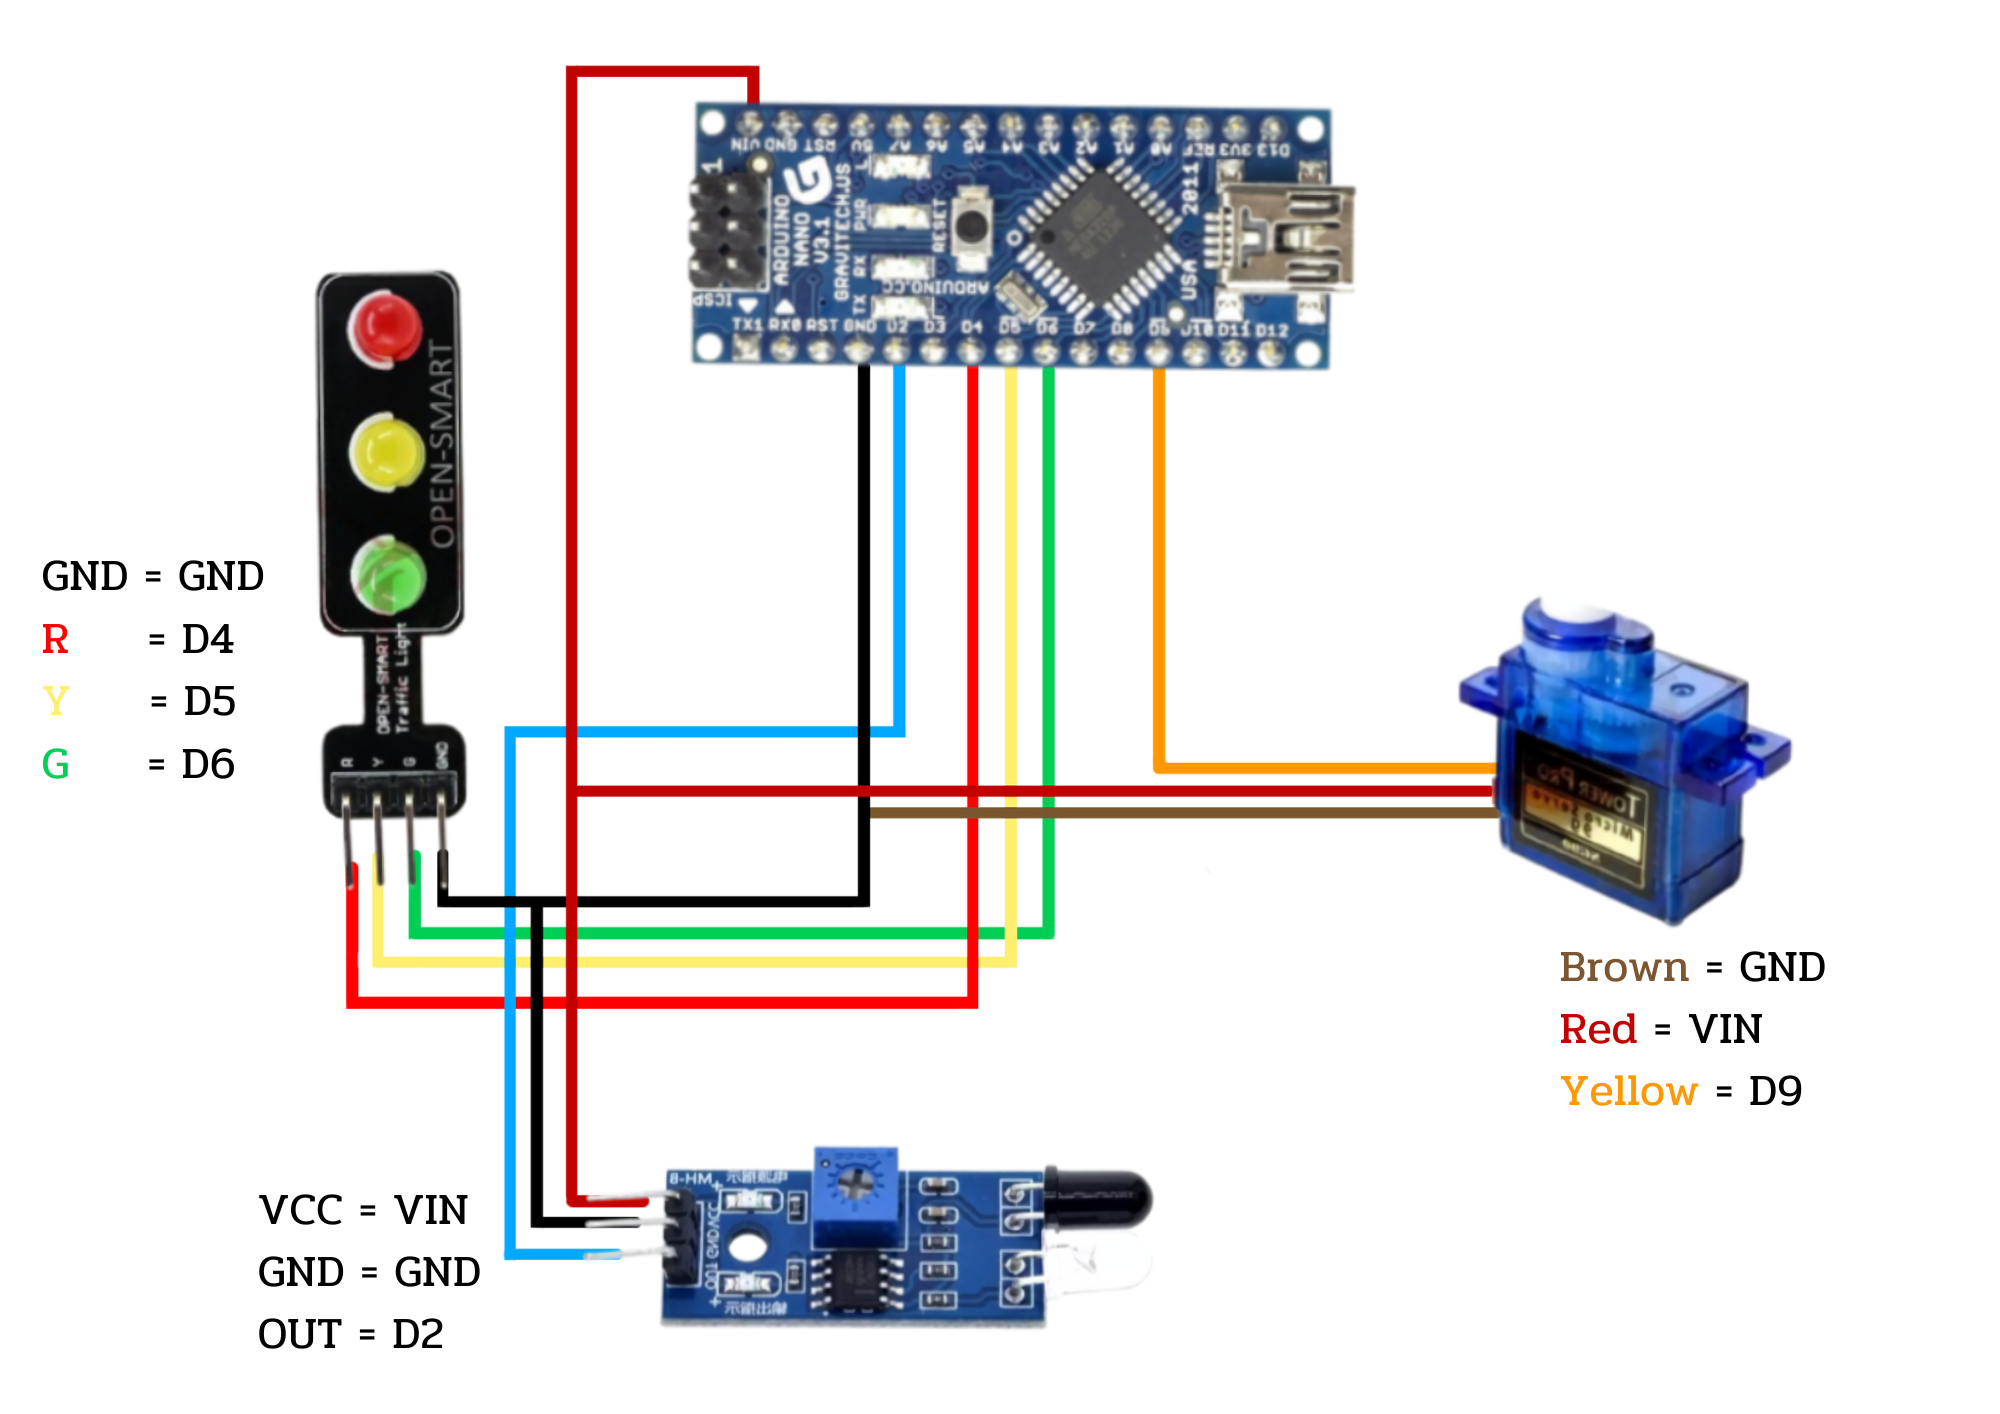 VIN GND RST 5V A7 A6 A5 A4 A3 A2 A1 A0 REF 3V3 D13
1
L
PWR
RX
TX
ARDUINO
NANO
V3.1
GRAVITECH.US
RESET
ARDUINO.CC
2011
USA
ICSP
TX1 RX0 RST GND D2 D3 D4 D5 D6 D7 D8 D9 D10 D11 D12
OPEN-SMART
OPEN-SMART
Traffic Light
R Y G GND
GND = GND
R = D4
Y = D5
G = D6
Tower Pro
Micro Servo
9g
Brown = GND
Red = VIN
Yellow = D9
VCC = VIN
GND = GND
OUT = D2
MH-B
VCC
GND
OUT